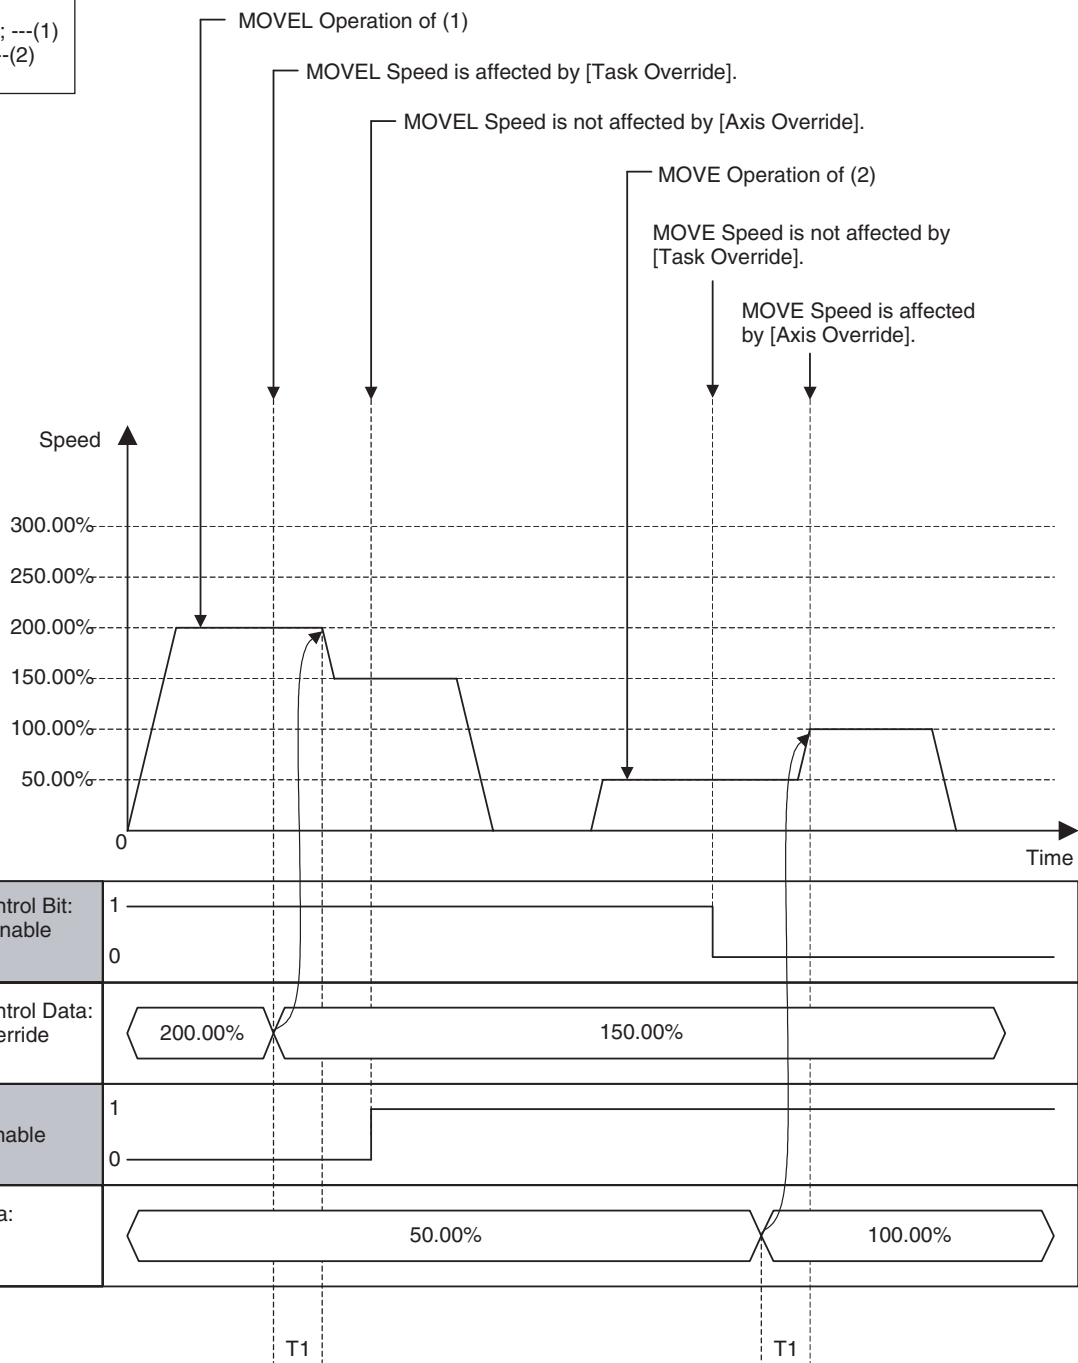 ; ---(1)
--(2)
MOVEL Operation of (1)
MOVEL Speed is affected by [Task Override].
MOVEL Speed is not affected by [Axis Override].
MOVE Operation of (2)
MOVE Speed is not affected by
[Task Override].
MOVE Speed is affected
by [Axis Override].
Speed
300.00%
250.00%
200.00%
150.00%
100.00%
50.00%
0
Time
ntrol Bit:
nable
1
0
ntrol Data:
erride
200.00%
150.00%
nable
1
0
a:
50.00%
100.00%
T1
T1